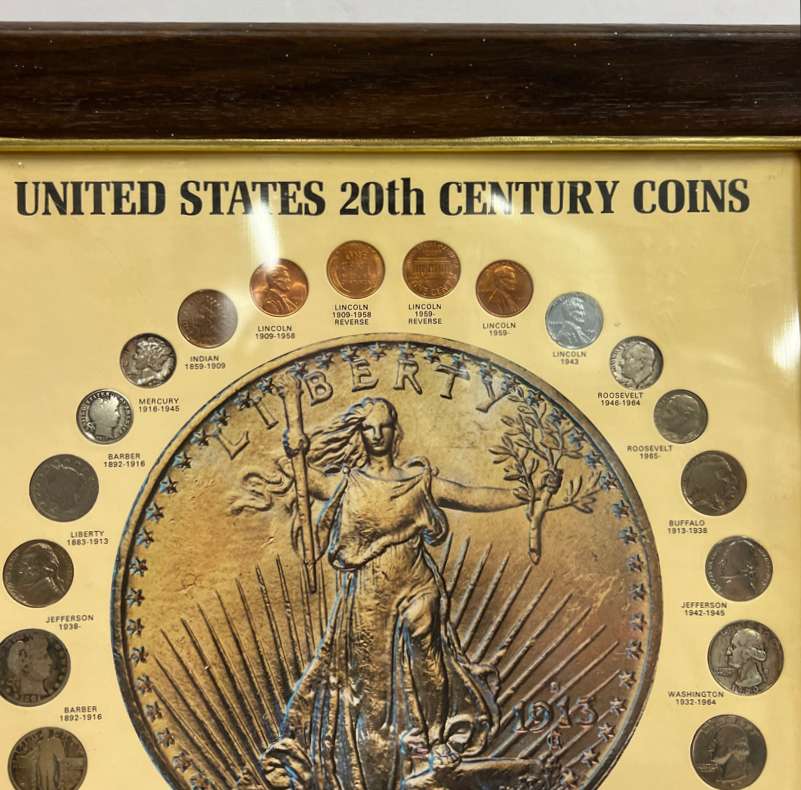 UNITED STATES 20th CENTURY COINS
LINCOLN
1909-1958
REVERSE
LINCOLN
1959-
REVERSE
LINCOLN
1909-1958
LINCOLN
1959-
INDIAN
1859-1909
LINCOLN
1943
MERCURY
1916-1945
ROOSEVELT
1946-1964
BARBER
1892-1916
ROOSEVELT
1965-
LIBERTY
1883-1913
BUFFALO
1913-1938
JEFFERSON
1938-
JEFFERSON
1942-1945
BARBER
1892-1916
WASHINGTON
1932-1964
LIBERTY
1913